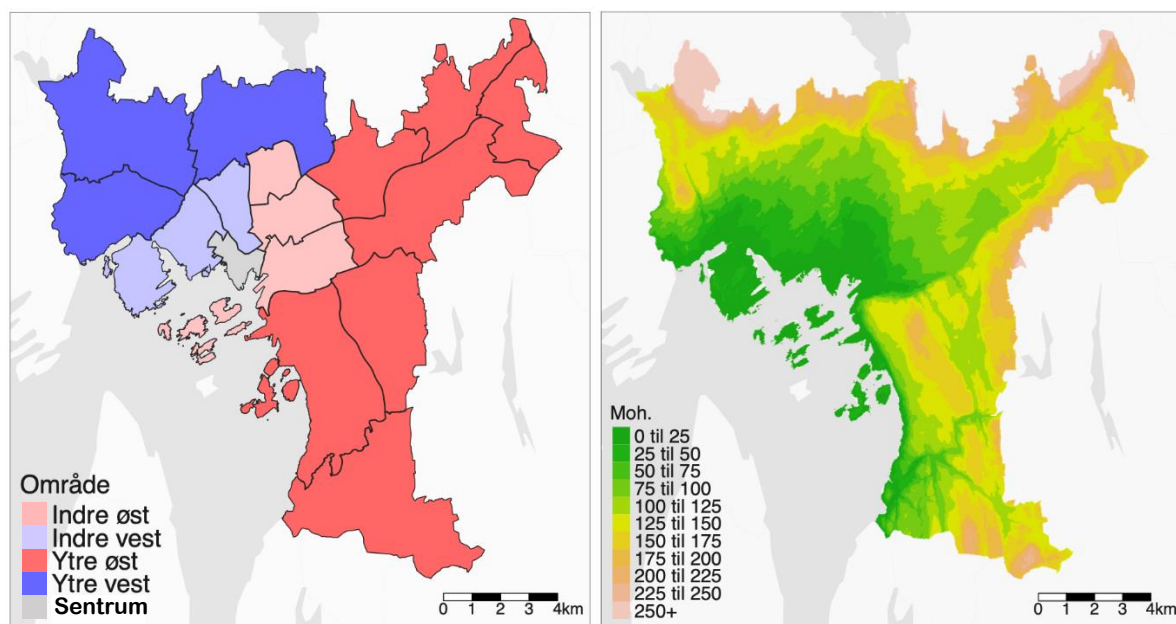 Område
Indre øst
Indre vest
Ytre øst
Ytre vest
Sentrum
0 1 2 3 4km
Moh.
0 til 25
25 til 50
50 til 75
75 til 100
100 til 125
125 til 150
150 til 175
175 til 200
200 til 225
225 til 250
250+
0 1 2 3 4km